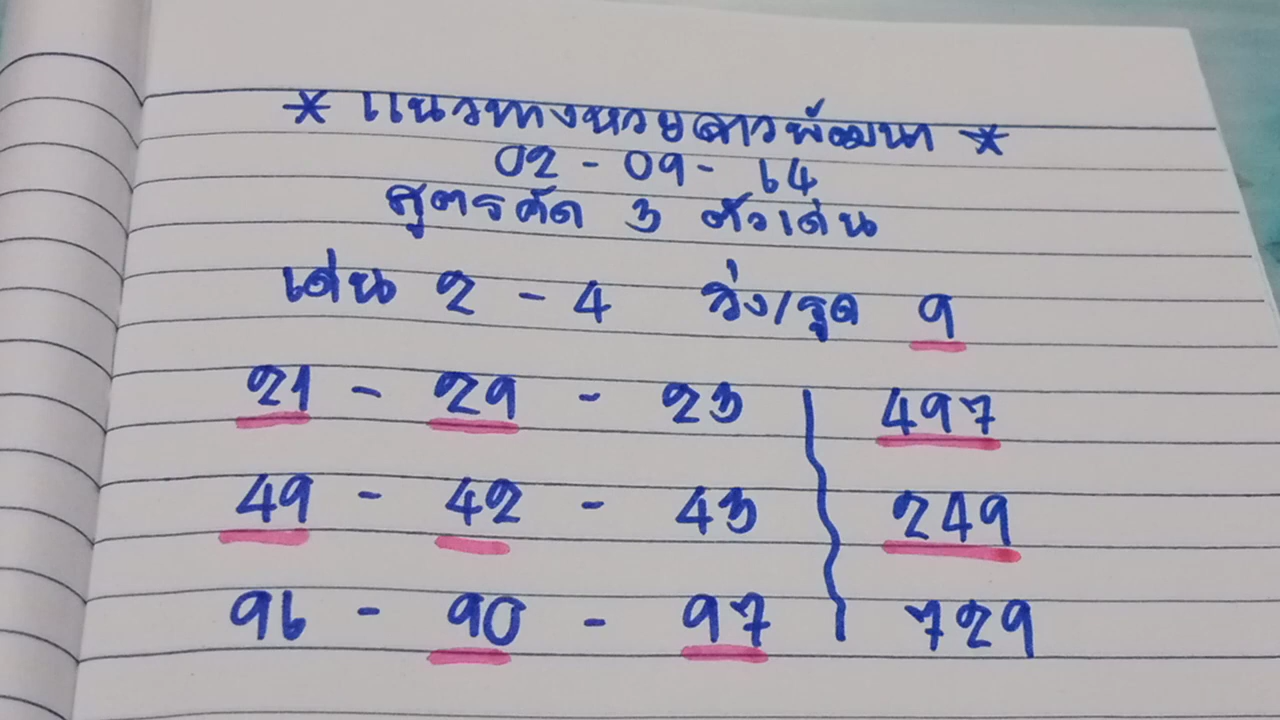 * แนวทางหวยลาวพัฒนา *
02 - 09 - 64
สูตรคัด 3 ตัวเด่น
เด่น 2 - 4 วิ่ง/รูด 9
21 - 29 - 23 497
49 - 42 - 43 249
96 - 90 - 97 729